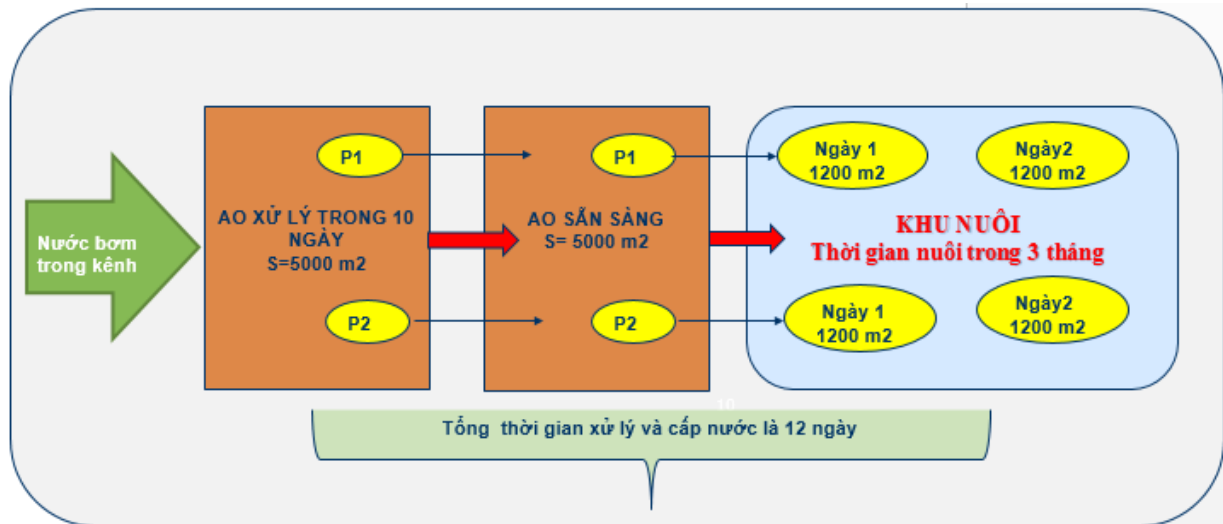 Nước bơm
trong kênh
P1
AO XỬ LÝ TRONG 10
NGÀY
S=5000 m2
P2
P1
AO SẴN SÀNG
S= 5000 m2
P2
Ngày 1
1200 m2
Ngày2
1200 m2
KHU NUÔI
Thời gian nuôi trong 3 tháng
Ngày 1
1200 m2
Ngày2
1200 m2
10
Tổng thời gian xử lý và cấp nước là 12 ngày